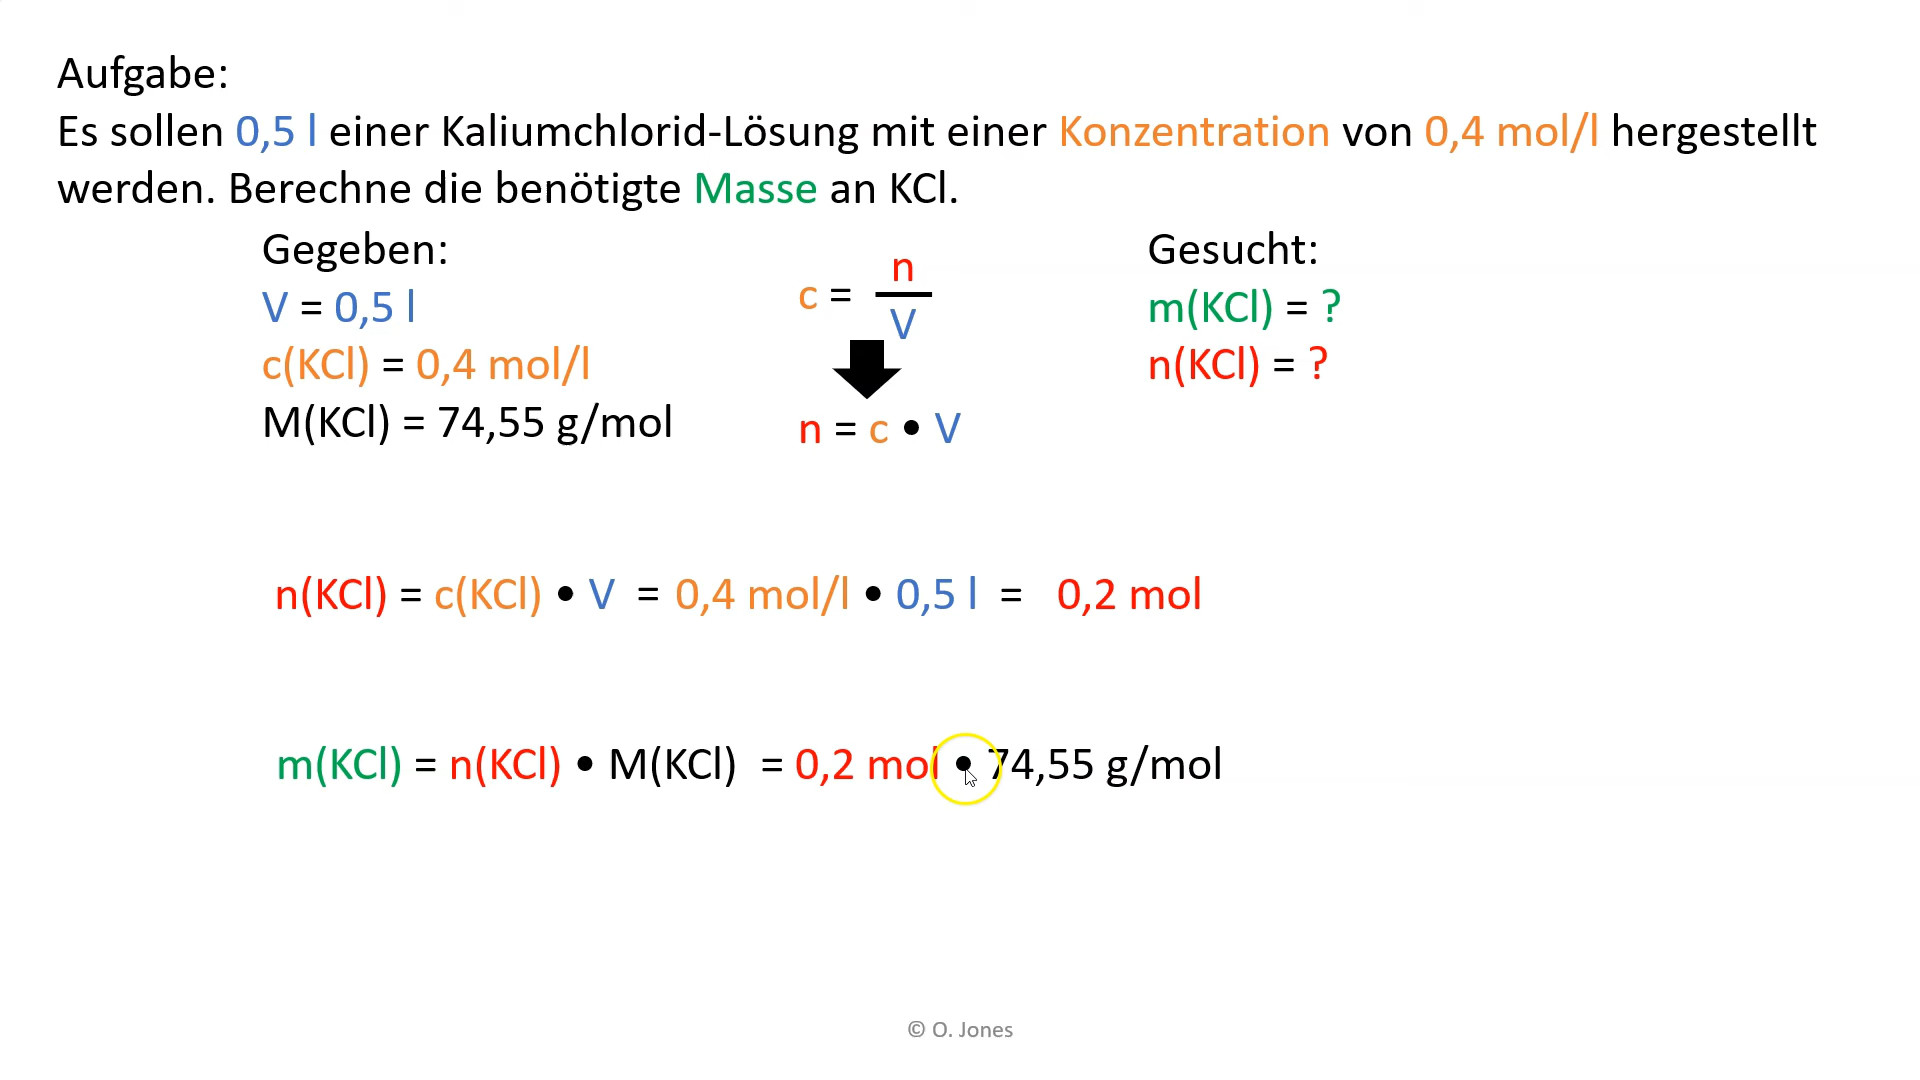 Aufgabe:
Es sollen 0,5 l einer Kaliumchlorid-Lösung mit einer Konzentration von 0,4 mol/l hergestellt
werden. Berechne die benötigte Masse an KCl.
Gegeben:
V = 0,5 l
c(KCl) = 0,4 mol/l
M(KCl) = 74,55 g/mol
c = n / V
n = c • V
Gesucht:
m(KCl) = ?
n(KCl) = ?
n(KCl) = c(KCl) • V = 0,4 mol/l • 0,5 l = 0,2 mol
m(KCl) = n(KCl) • M(KCl) = 0,2 mol • 74,55 g/mol
© O. Jones